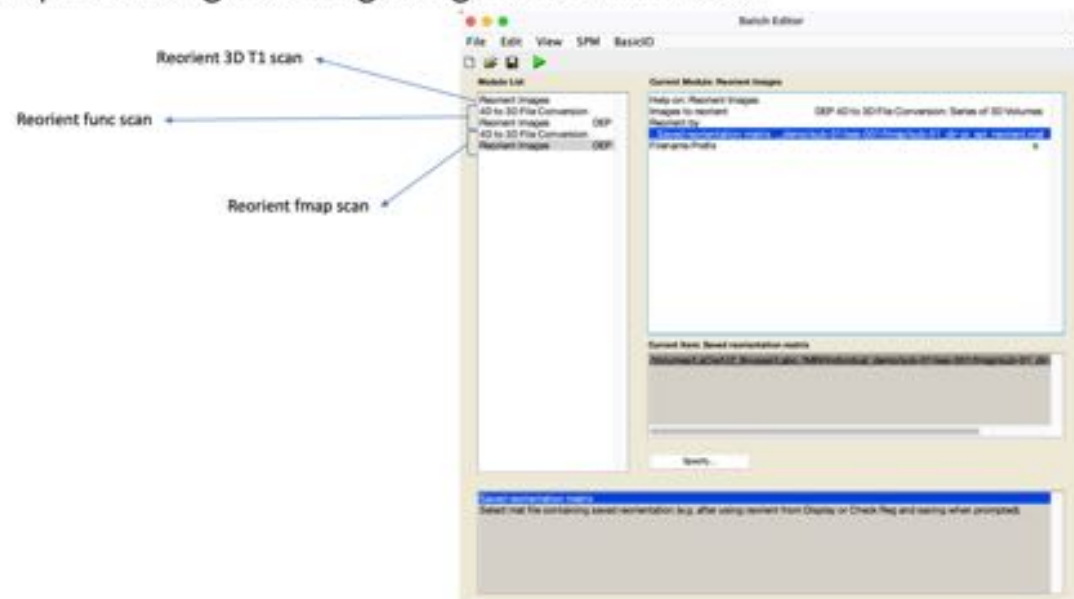 Batch Editor
File Edit View SPM BasicIO
Reorient 3D T1 scan
Module List
Current Module: Reorient Images
Reorient Images
4D to 3D File Conversion
Reorient Images DEP
4D to 3D File Conversion
Reorient Images DEP
Help on: Reorient Images
Images to reorient DEP 4D to 3D File Conversion: Series of 3D Volumes
Reorient by
Saved reorientation matrix
Filename Prefix
Reorient func scan
Reorient fmap scan
Current Item: Saved reorientation matrix
Specify...
Saved reorientation matrix
Select mat file containing saved reorientation (e.g. after using reorient from Display or Check Reg and saving when prompted).